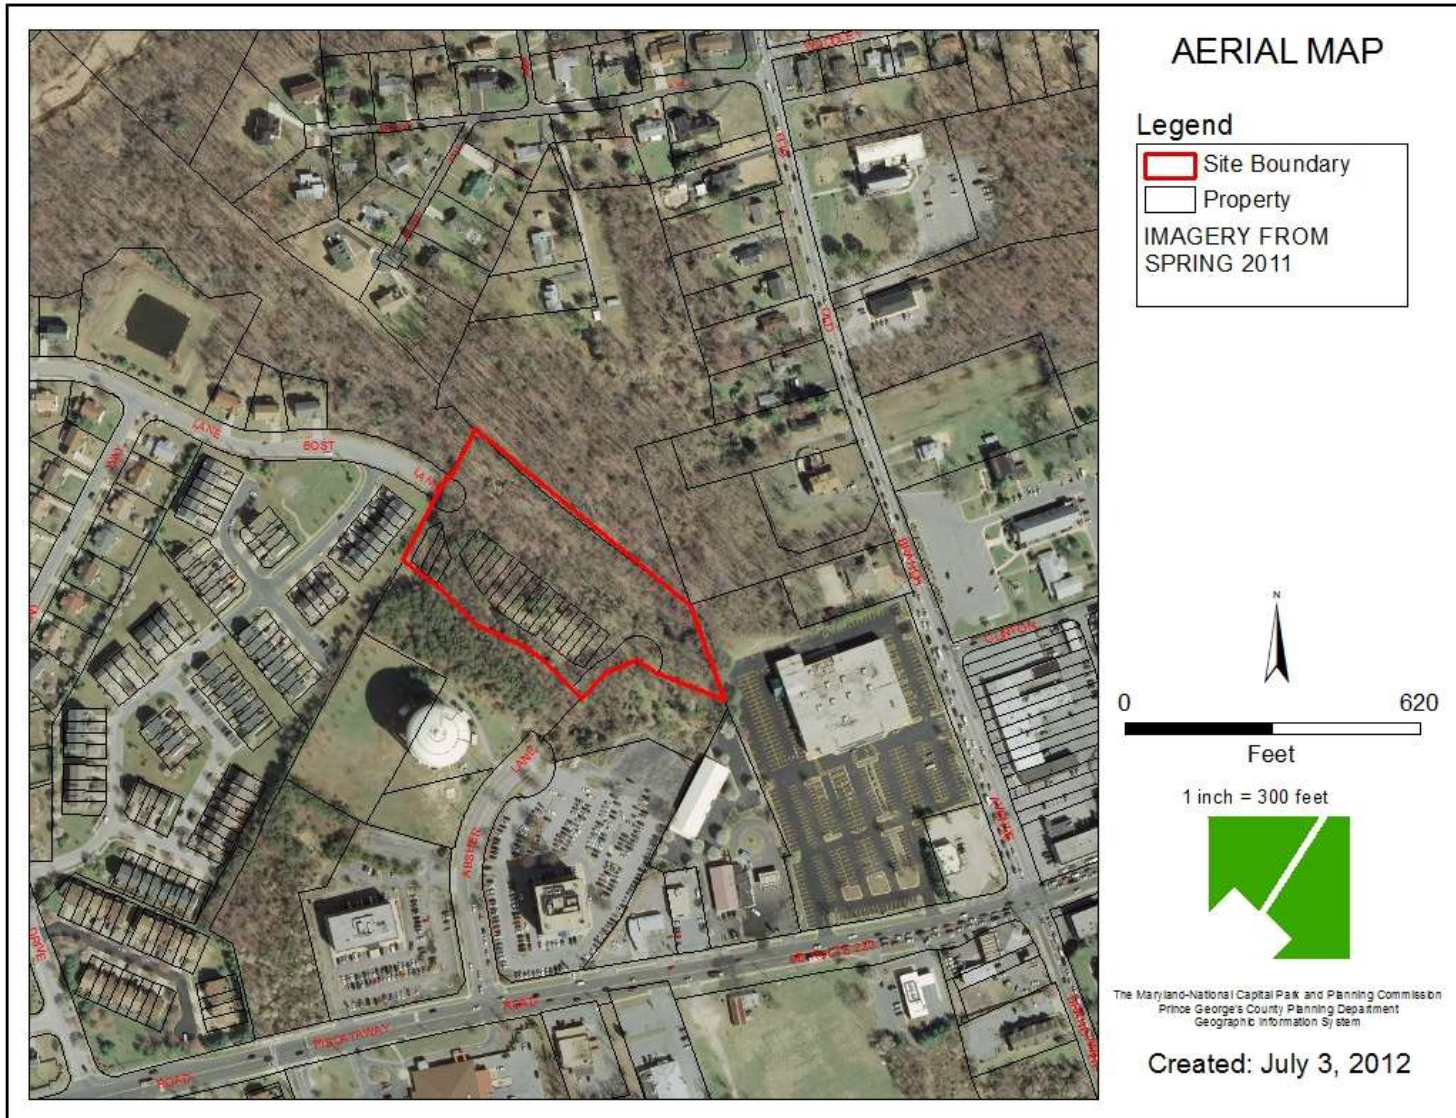 AERIAL MAP
Legend
Site Boundary
Property
IMAGERY FROM
SPRING 2011
OLD
LANE
BOST
LANE
BRANCH
CLINTON
LANE
ABSHER
DRIVE
ROAD
PISCATAWAY
ROAD
N
0 620
Feet
1 inch = 300 feet
The Maryland-National Capital Park and Planning Commission
Prince George's County Planning Department
Geographic Information System
Created: July 3, 2012